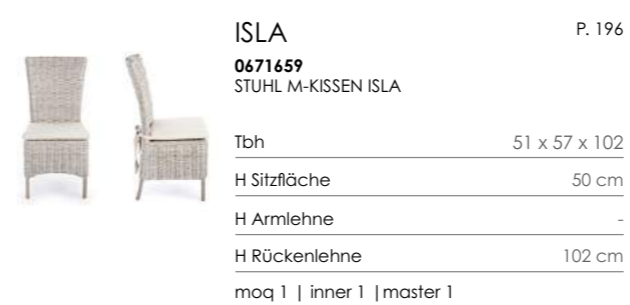 ISLA P. 196
0671659
STUHL M-KISSEN ISLA
Tbh 51 x 57 x 102
H Sitzfläche 50 cm
H Armlehne -
H Rückenlehne 102 cm
moq 1 | inner 1 |master 1